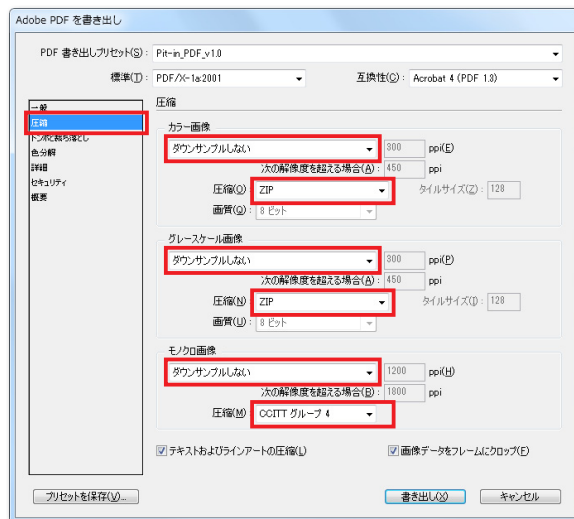 Adobe PDF を書き出し
PDF 書き出しプリセット(S): Pit-in_PDF_v1.0
標準(T): PDF/X-1a:2001 互換性(C): Acrobat 4 (PDF 1.3)
一般
圧縮
トンボと裁ち落とし
色分解
詳細
セキュリティ
概要
圧縮
カラー画像
ダウンサンプルしない 300 ppi(E)
次の解像度を超える場合(A): 450 ppi
圧縮(O) ZIP タイルサイズ(Z): 128
画質(Q): 8 ビット
グレースケール画像
ダウンサンプルしない 300 ppi(P)
次の解像度を超える場合(A): 450 ppi
圧縮(N) ZIP タイルサイズ(I): 128
画質(U): 8 ビット
モノクロ画像
ダウンサンプルしない 1200 ppi(H)
次の解像度を超える場合(B): 1800 ppi
圧縮(M) CCITT グループ 4
テキストおよびラインアートの圧縮(L) 画像データをフレームにクロップ(F)
プリセットを保存(V)... 書き出し(X) キャンセル